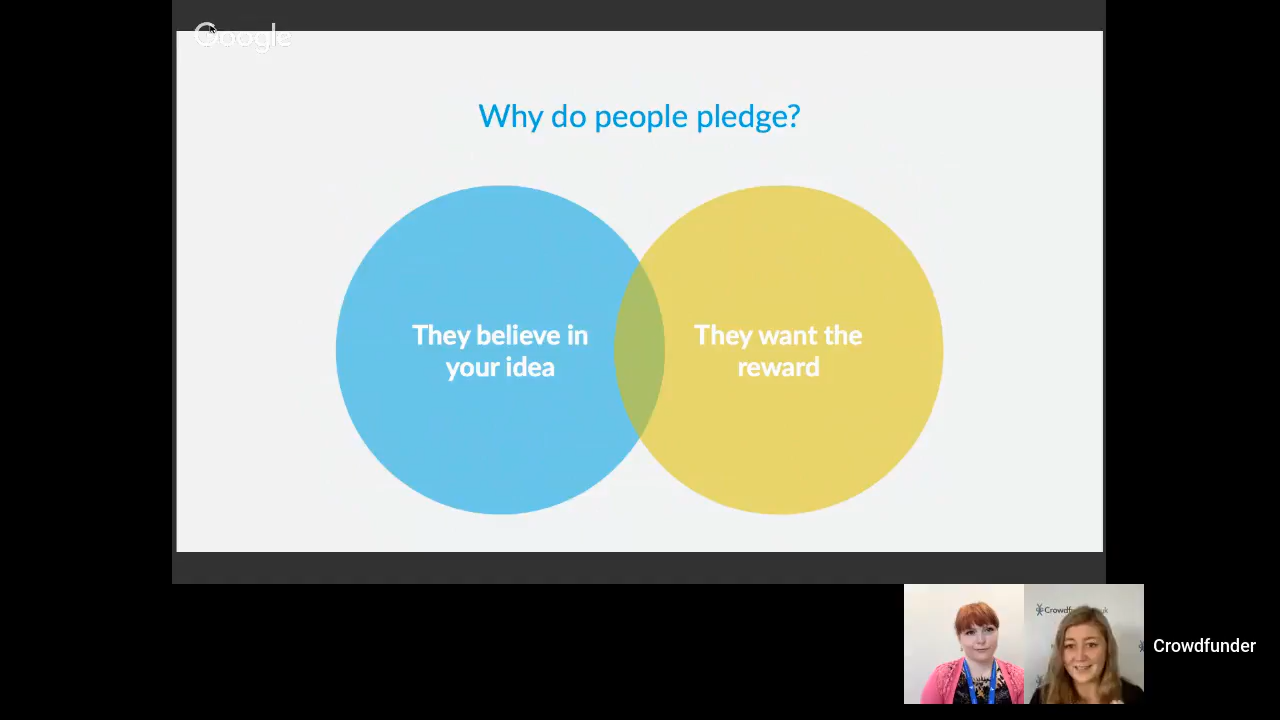 Google
Why do people pledge?
They believe in
your idea
They want the
reward
Crowdfunder